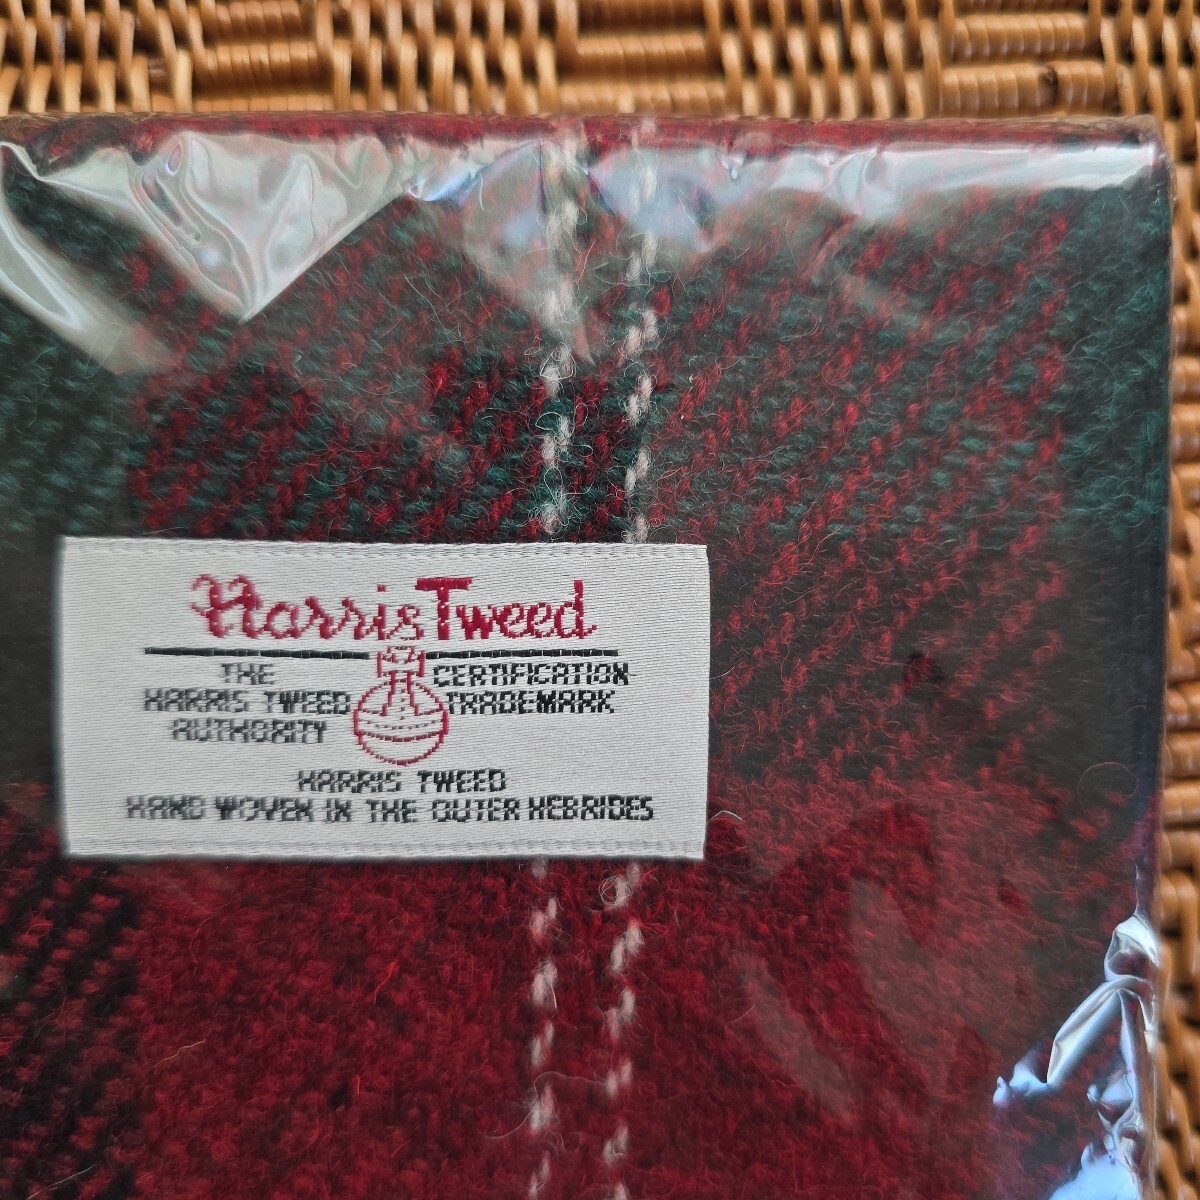 Harris Tweed
THE CERTIFICATION
HARRIS TWEED TRADEMARK
AUTHORITY
HARRIS TWEED
HAND WOVEN IN THE OUTER HEBRIDES